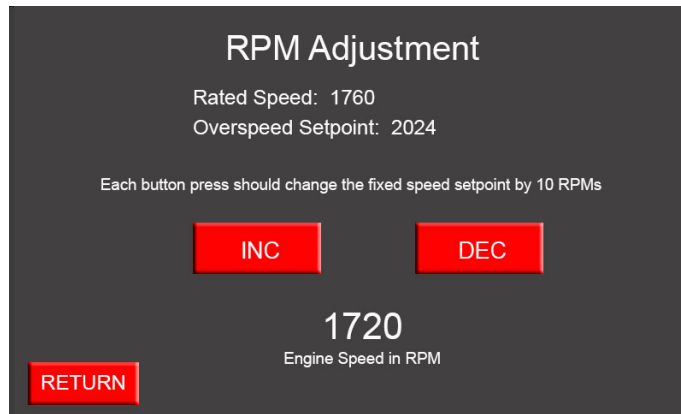 RPM Adjustment
Rated Speed: 1760
Overspeed Setpoint: 2024
Each button press should change the fixed speed setpoint by 10 RPMs
INC
DEC
1720
Engine Speed in RPM
RETURN